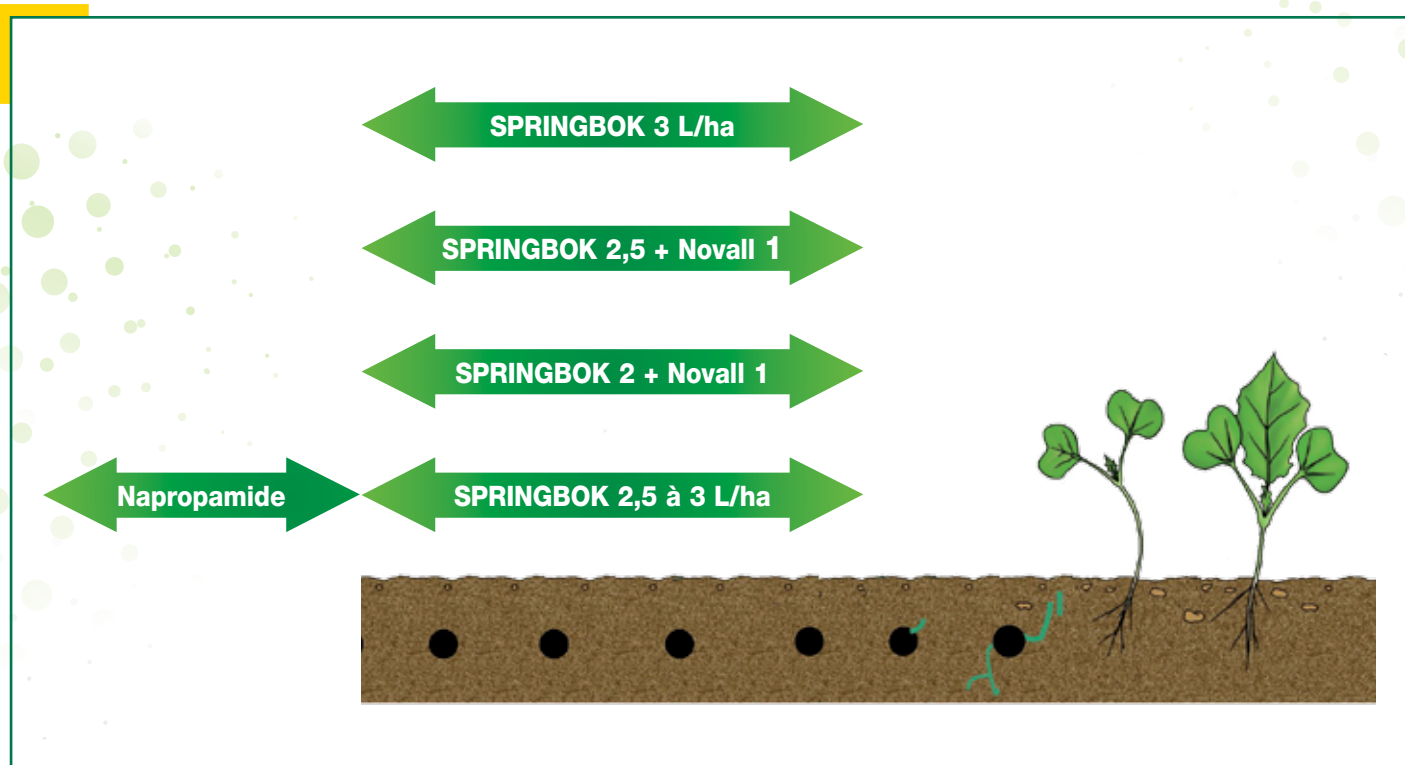 SPRINGBOK 3 L/ha
SPRINGBOK 2,5 + Novall 1
SPRINGBOK 2 + Novall 1
Napropamide
SPRINGBOK 2,5 à 3 L/ha